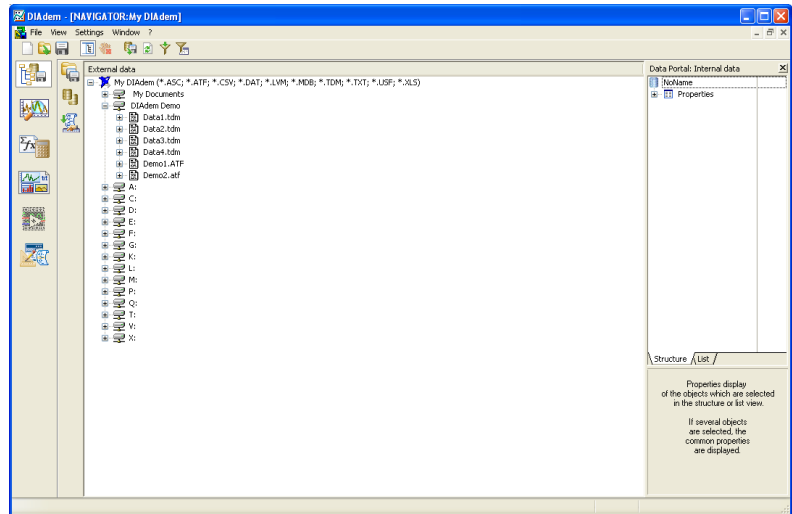 DIAdem - [NAVIGATOR:My DIAdem]
File View Settings Window ?
External data
My DIAdem (*.ASC; *.ATF; *.CSV; *.DAT; *.LVM; *.MDB; *.TDM; *.TXT; *.USF; *.XLS)
My Documents
DIAdem Demo
Data1.tdm
Data2.tdm
Data3.tdm
Data4.tdm
Demo1.ATF
Demo2.atf
A:
C:
D:
E:
F:
G:
K:
L:
M:
P:
Q:
T:
V:
X:
Data Portal: Internal data
NoName
Properties
Structure List
Properties display
of the objects which are selected
in the structure or list view.
If several objects
are selected, the
common properties
are displayed.